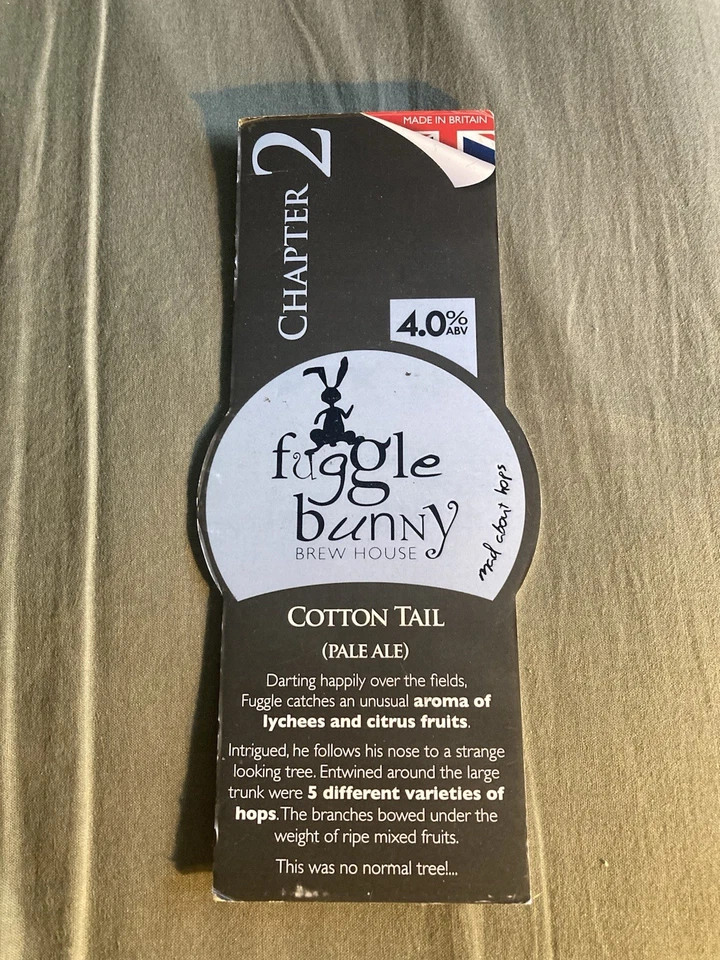 MADE IN BRITAIN
CHAPTER 2
4.0%
ABV
fuggle
bunny
BREW HOUSE
mad about hops
COTTON TAIL
(PALE ALE)
Darting happily over the fields,
Fuggle catches an unusual aroma of
lychees and citrus fruits.
Intrigued, he follows his nose to a strange
looking tree. Entwined around the large
trunk were 5 different varieties of
hops. The branches bowed under the
weight of ripe mixed fruits.
This was no normal tree!...